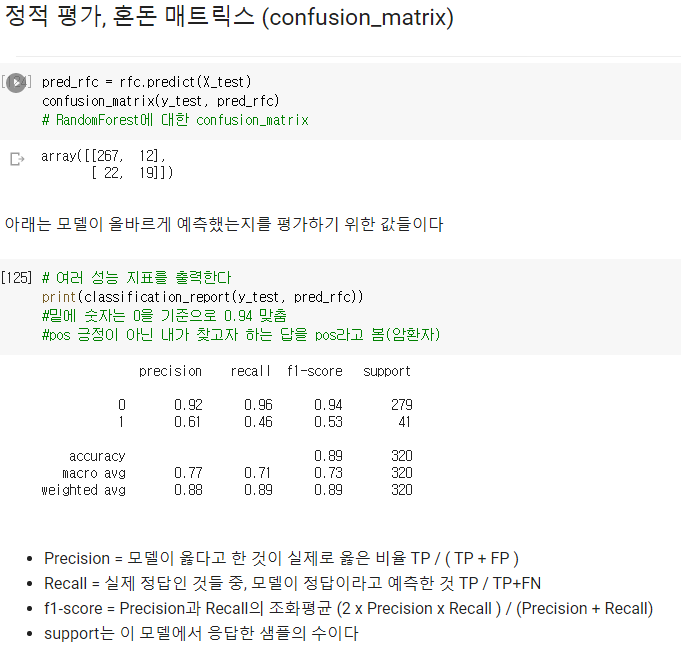 정적 평가, 혼돈 매트릭스 (confusion_matrix)
pred_rfc = rfc.predict(X_test)
confusion_matrix(y_test, pred_rfc)
# RandomForest에 대한 confusion_matrix
array([[267, 12],
[ 22, 19]])
아래는 모델이 올바르게 예측했는지를 평가하기 위한 값들이다
[125] # 여러 성능 지표를 출력한다
print(classification_report(y_test, pred_rfc))
#밑에 숫자는 0을 기준으로 0.94 맞춤
#pos 긍정이 아닌 내가 찾고자 하는 답을 pos라고 봄(암환자)
precision recall f1-score support
0 0.92 0.96 0.94 279
1 0.61 0.46 0.53 41
accuracy 0.89 320
macro avg 0.77 0.71 0.73 320
weighted avg 0.88 0.89 0.89 320
• Precision = 모델이 옳다고 한 것이 실제로 옳은 비율 TP / ( TP + FP )
• Recall = 실제 정답인 것들 중, 모델이 정답이라고 예측한 것 TP / TP+FN
• f1-score = Precision과 Recall의 조화평균 (2 x Precision x Recall ) / (Precision + Recall)
• support는 이 모델에서 응답한 샘플의 수이다